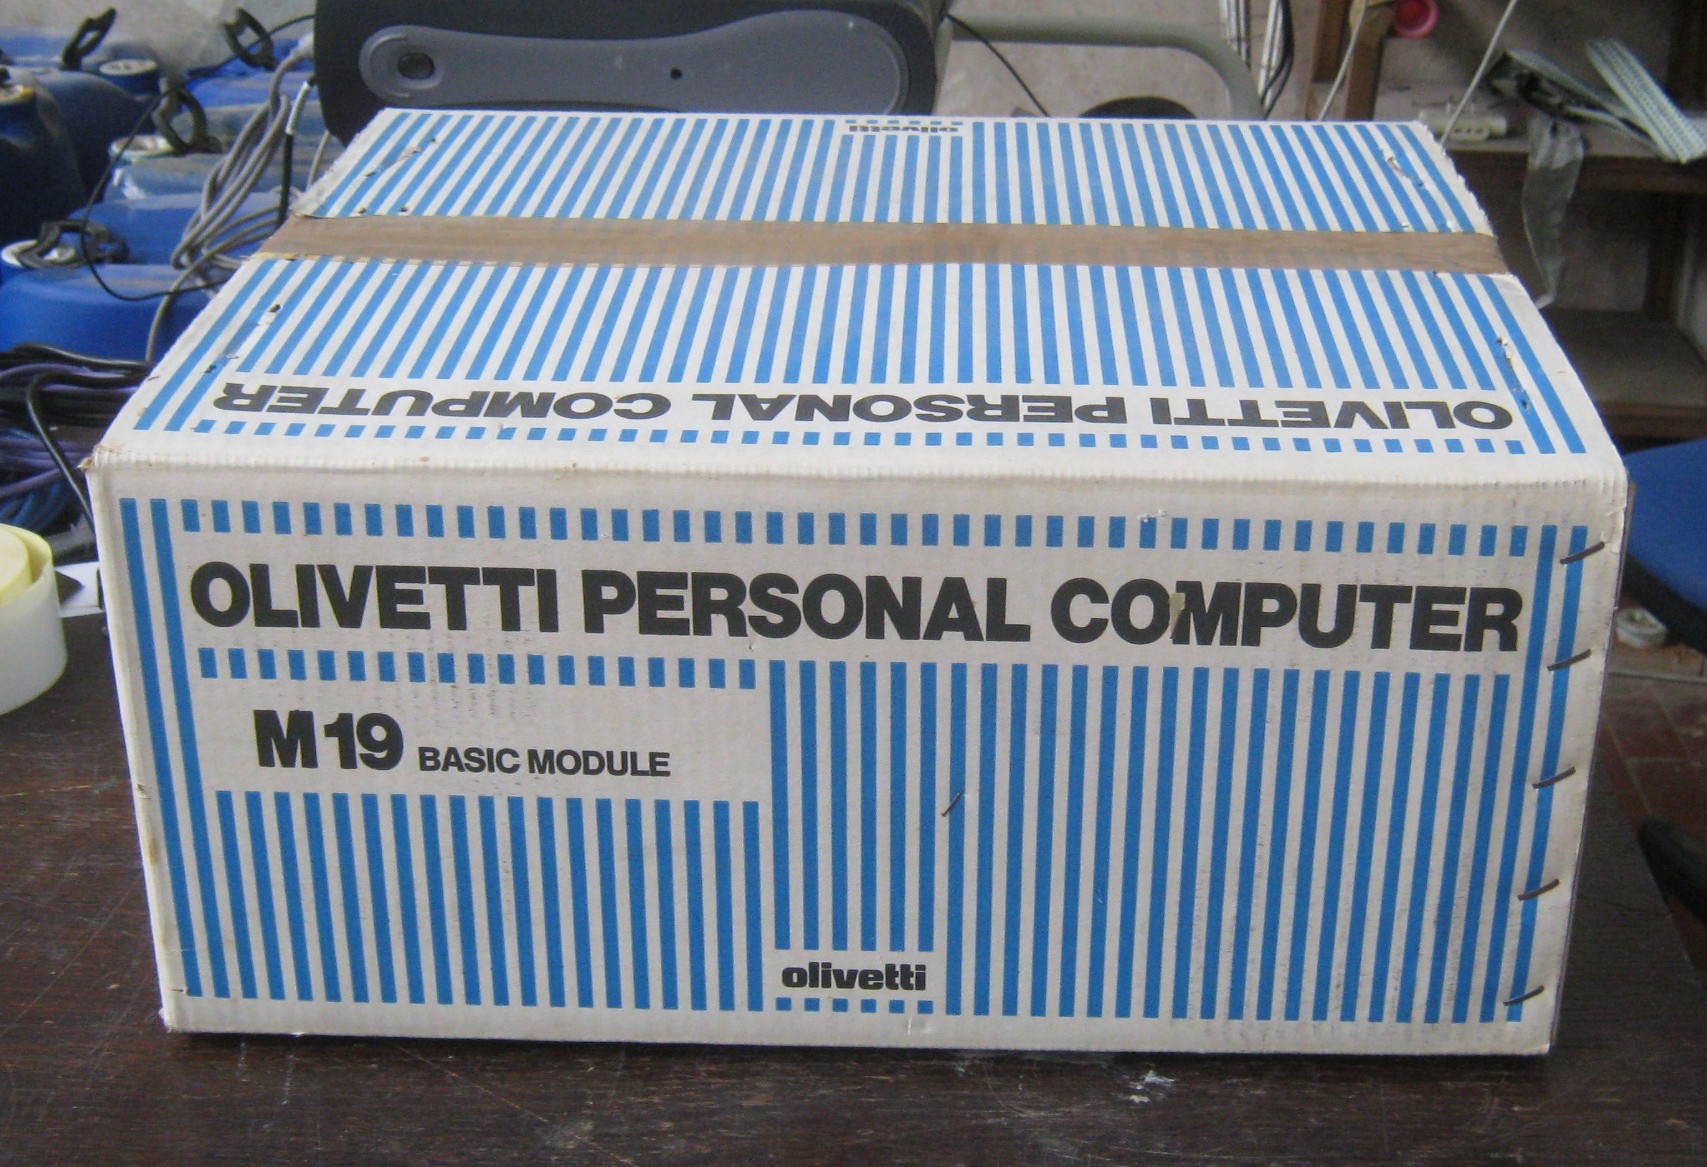 olivetti
OLIVETTI PERSONAL COMPUTER
OLIVETTI PERSONAL COMPUTER
M19 BASIC MODULE
olivetti